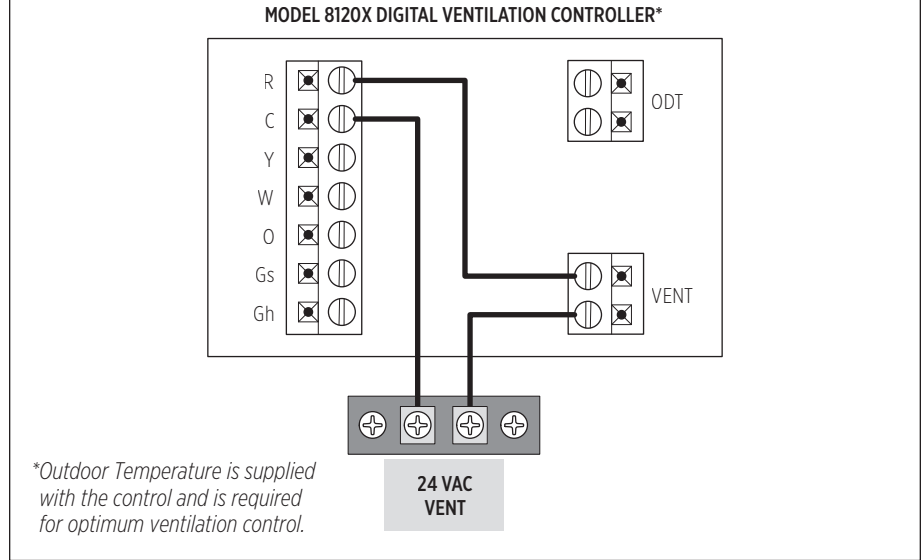 MODEL 8120X DIGITAL VENTILATION CONTROLLER*
R
C
Y
W
O
Gs
Gh
ODT
VENT
24 VAC
VENT
*Outdoor Temperature is supplied
with the control and is required
for optimum ventilation control.